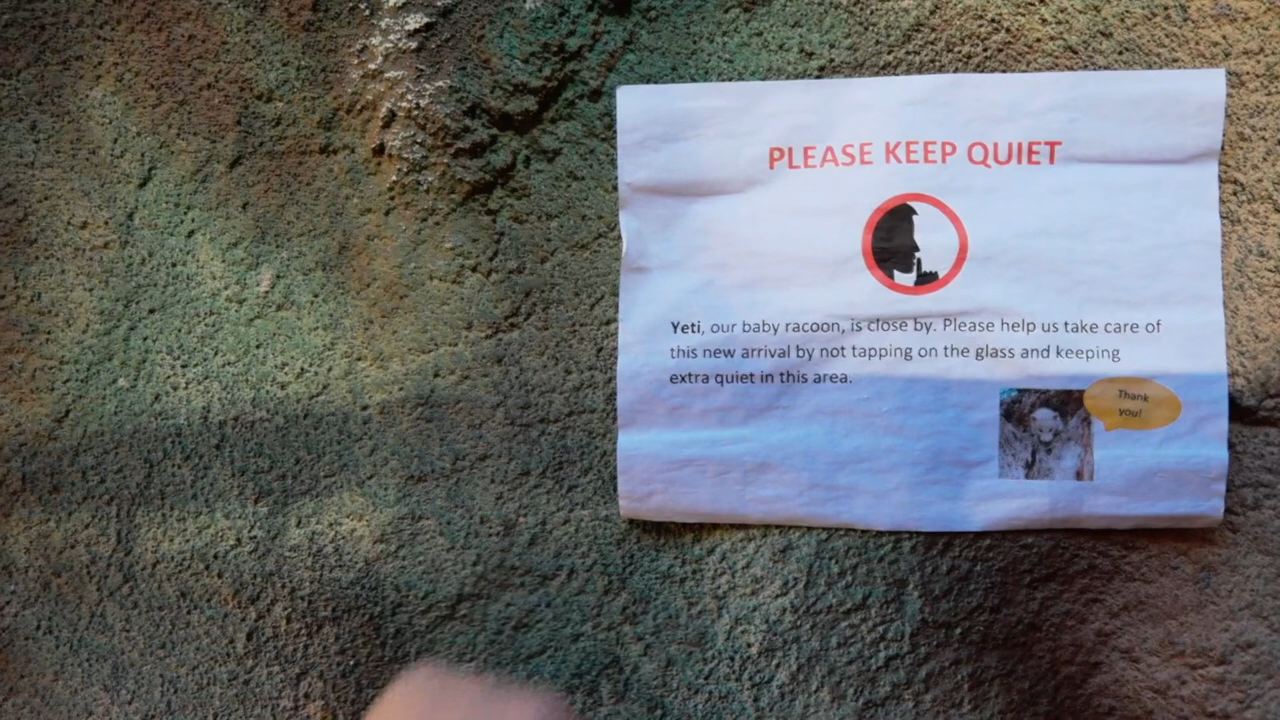 PLEASE KEEP QUIET
Yeti, our baby racoon, is close by. Please help us take care of
this new arrival by not tapping on the glass and keeping
extra quiet in this area.
Thank
you!